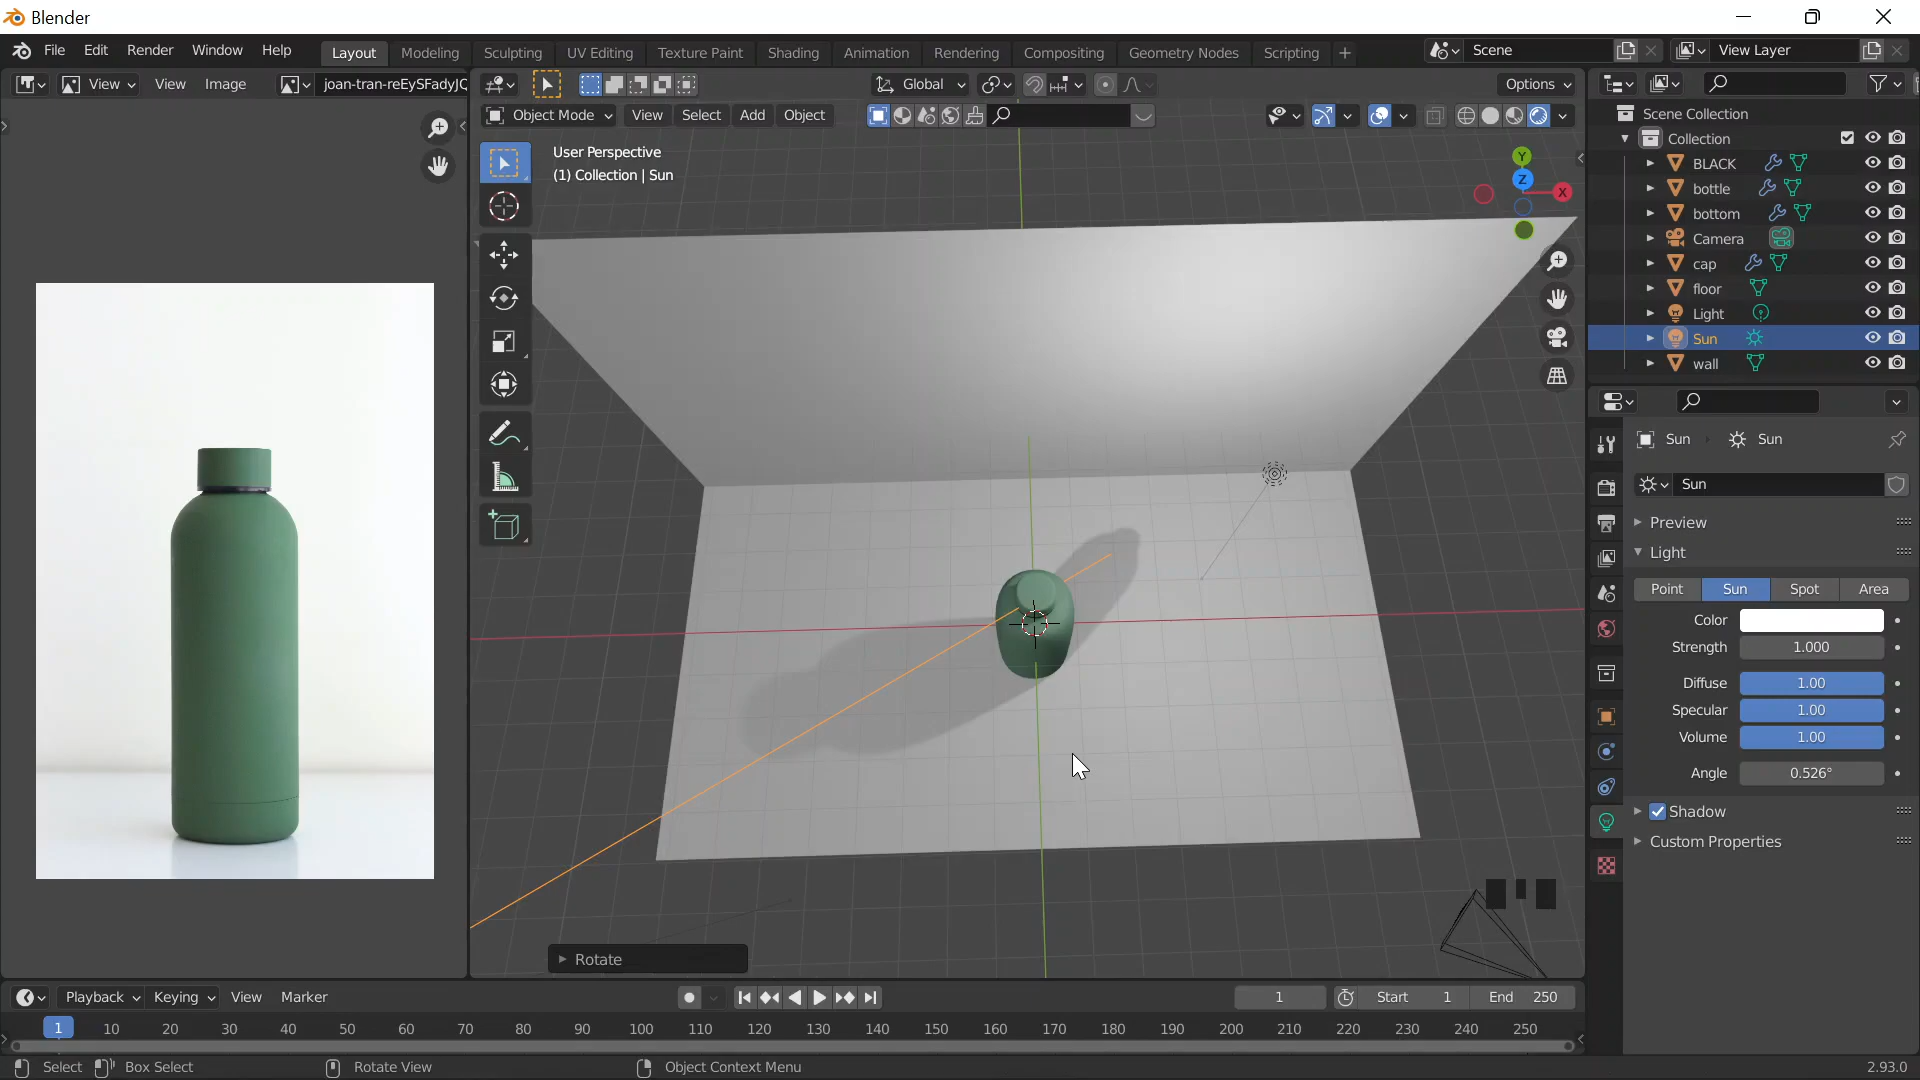 Blender
File Edit Render Window Help Layout Modeling Sculpting UV Editing Texture Paint Shading Animation Rendering Compositing Geometry Nodes Scripting + Scene View Layer
View View Image joan-tran-reEySFadyJQ Global Options
Object Mode View Select Add Object
User Perspective
(1) Collection | Sun
Y
Z
X
Scene Collection
Collection
BLACK
bottle
bottom
Camera
cap
floor
Light
Sun
wall
Sun Sun
Sun
Preview
Light
Point Sun Spot Area
Color
Strength 1.000
Diffuse 1.00
Specular 1.00
Volume 1.00
Angle 0.526°
Shadow
Custom Properties
Rotate
Playback Keying View Marker 1 Start 1 End 250
1 10 20 30 40 50 60 70 80 90 100 110 120 130 140 150 160 170 180 190 200 210 220 230 240 250
Select Box Select Rotate View Object Context Menu 2.93.0